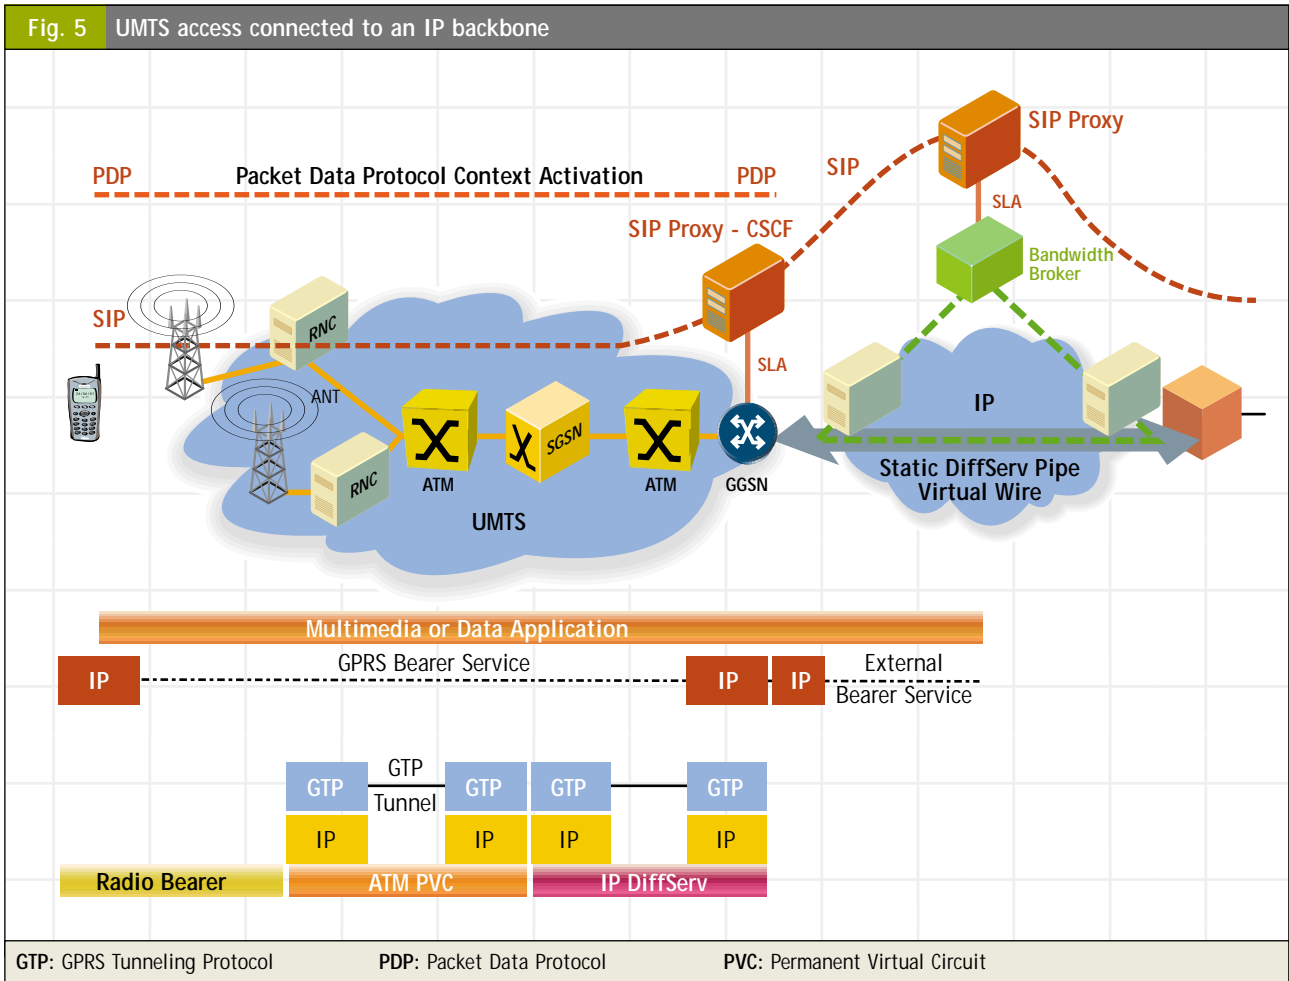 Fig. 5 UMTS access connected to an IP backbone
SIP Proxy
PDP Packet Data Protocol Context Activation PDP
SIP
SLA
SIP Proxy - CSCF
Bandwidth
Broker
SIP
RNC
SLA
ANT
IP
SGSN
RNC
ATM
ATM
GGSN
Static DiffServ Pipe
Virtual Wire
UMTS
Multimedia or Data Application
IP
GPRS Bearer Service
IP
IP
External
Bearer Service
GTP
GTP
Tunnel
GTP
GTP
GTP
IP
IP
IP
IP
Radio Bearer
ATM PVC
IP DiffServ
GTP: GPRS Tunneling Protocol PDP: Packet Data Protocol PVC: Permanent Virtual Circuit